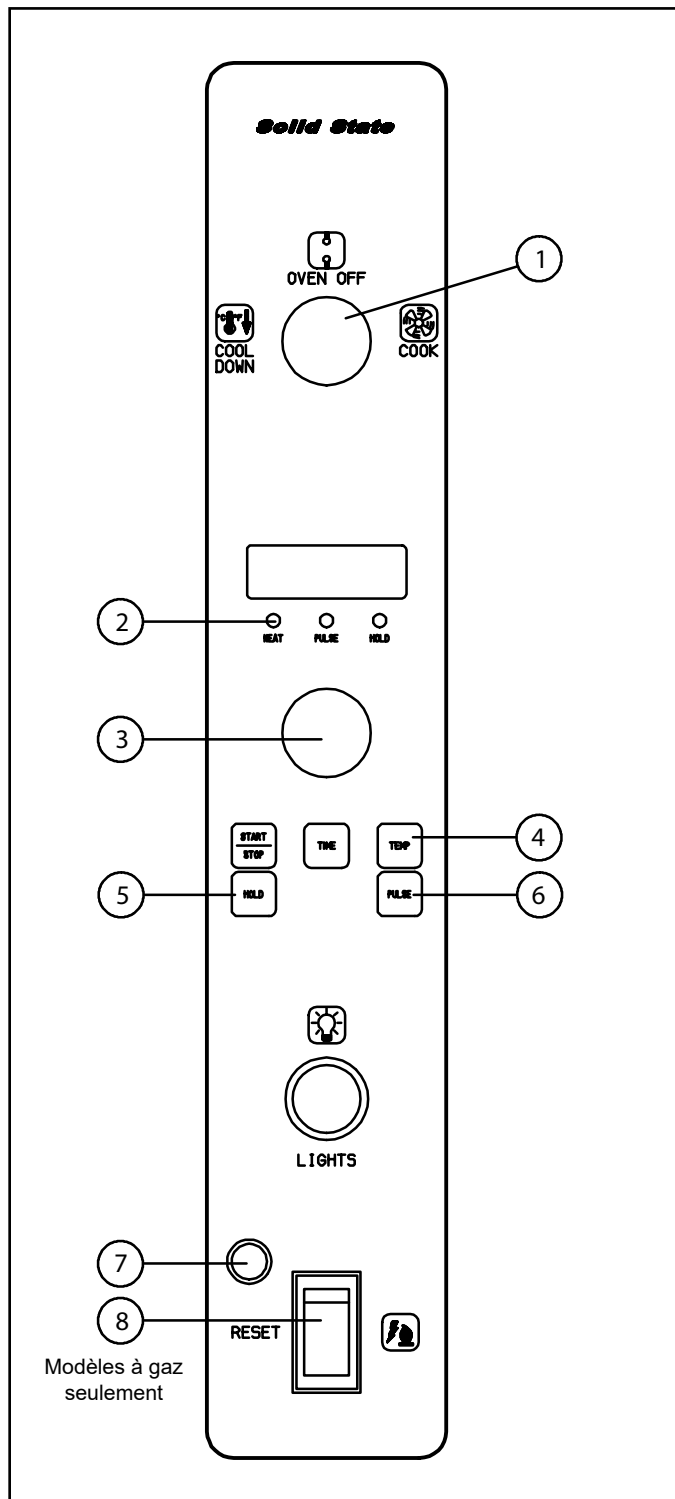 Solid State
1
OVEN OFF
°C °F
COOL
DOWN
COOK
2
HEAT
PULSE
HOLD
3
START
STOP
TIME
TEMP
4
5
HOLD
PULSE
6
LIGHTS
7
8
RESET
Modèles à gaz
seulement